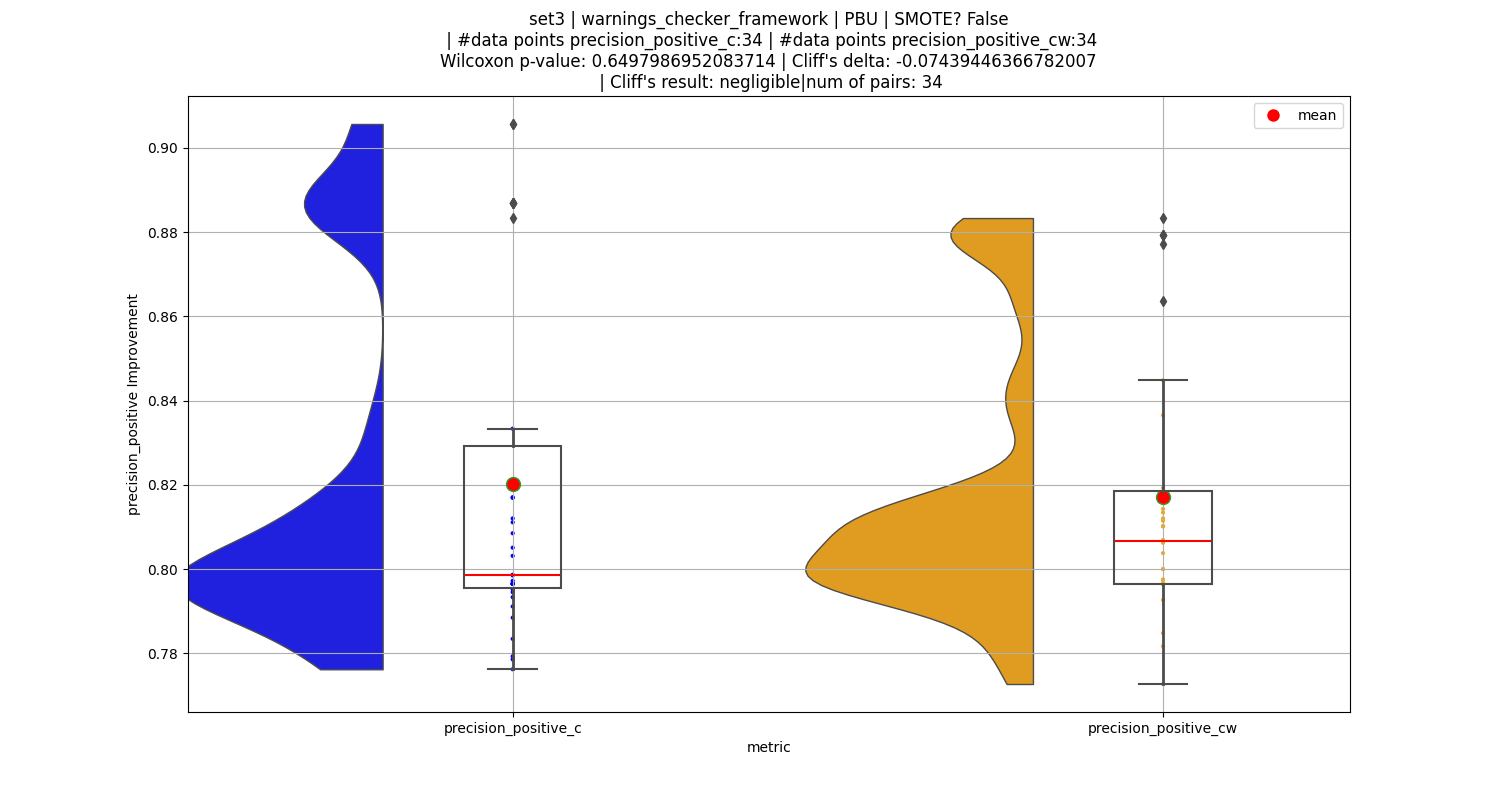 set3 | warnings_checker_framework | PBU | SMOTE? False
| #data points precision_positive_c:34 | #data points precision_positive_cw:34
Wilcoxon p-value: 0.6497986952083714 | Cliff's delta: -0.07439446366782007
| Cliff's result: negligible|num of pairs: 34
mean
0.90
0.88
0.86
0.84
0.82
0.80
0.78
precision_positive Improvement
precision_positive_c
precision_positive_cw
metric